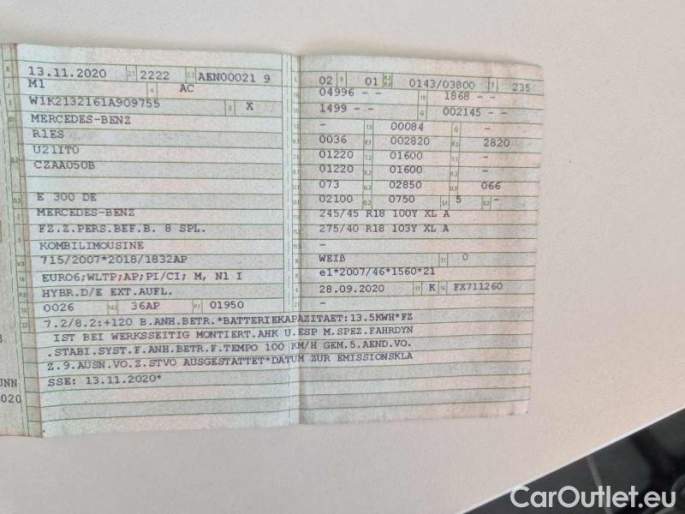 13.11.2020 2222 AEN00021 9
M1 AC
W1K2132161A909755 X
MERCEDES-BENZ
R1ES
U21IT0
CZAA050B
E 300 DE
MERCEDES-BENZ
FZ.Z.PERS.BEF.B. 8 SPL.
KOMBILIMOUSINE
715/2007*2018/1832AP
EURO6;WLTP;AP;PI/CI; M, N1 I
HYBR.D/E EXT.AUFL.
0026 36AP 01950
02 01 0143/03800 235
04996 - - 1868 - -
1499 - - 002145 - -
- 00084 -
0036 002820 2820
01220 01600 -
01220 01600 -
073 02850 066
02100 0750 5 -
245/45 R18 100Y XL A
275/40 R18 103Y XL A
-
WEIß 0
e1*2007/46*1560*21
28.09.2020 K FX711260
7.2/8.2:+120 B.ANH.BETR.*BATTERIEKAPAZITAET:13.5KWH*FZ
IST BEI WERKSSEITIG MONTIERT.AHK U.ESP M.SPEZ.FAHRDYN
.STABI.SYST.F.ANH.BETR.F.TEMPO 100 KM/H GEM.5.AEND.VO.
Z.9.AUSN.VO.Z.STVO AUSGESTATTET*DATUM ZUR EMISSIONSKLA
SSE: 13.11.2020*
UNN
020
CarOutlet.eu